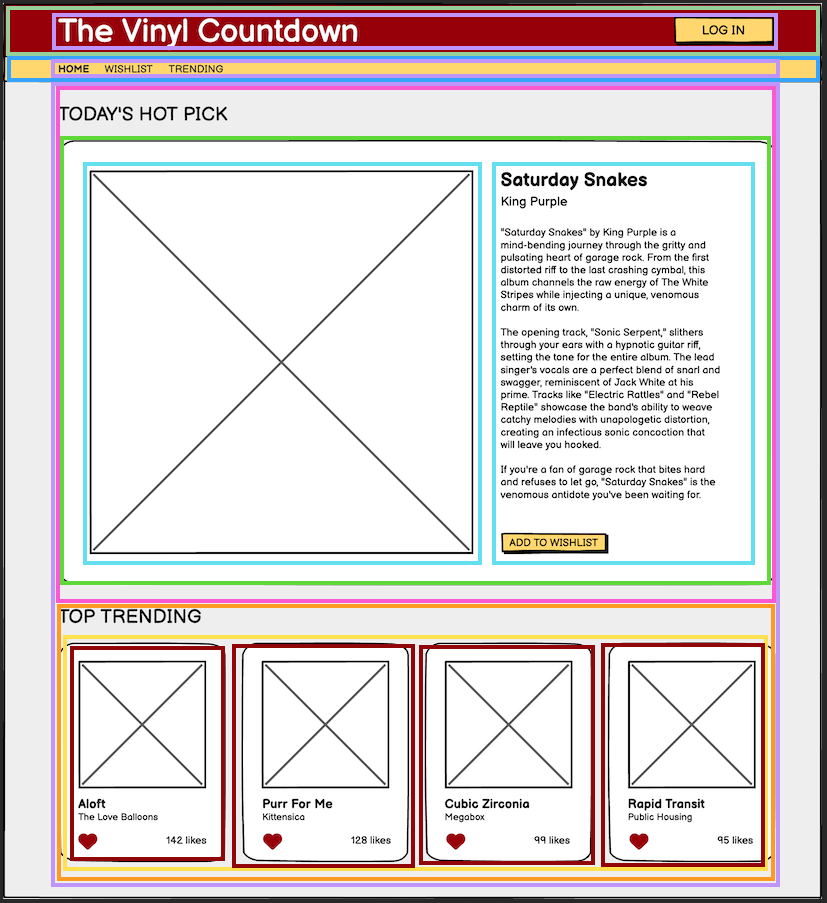 The Vinyl Countdown
LOG IN
HOME WISHLIST TRENDING
TODAY'S HOT PICK
Saturday Snakes
King Purple
"Saturday Snakes" by King Purple is a
mind-bending journey through the gritty and
pulsating heart of garage rock. From the first
distorted riff to the last crashing cymbal, this
album channels the raw energy of The White
Stripes while injecting a unique, venomous
charm of its own.
The opening track, "Sonic Serpent," slithers
through your ears with a hypnotic guitar riff,
setting the tone for the entire album. The lead
singer's vocals are a perfect blend of snarl and
swagger, reminiscent of Jack White at his
prime. Tracks like "Electric Rattles" and "Rebel
Reptile" showcase the band's ability to weave
catchy melodies with unapologetic distortion,
creating an infectious sonic concoction that
will leave you hooked.
If you're a fan of garage rock that bites hard
and refuses to let go, "Saturday Snakes" is the
venomous antidote you've been waiting for.
ADD TO WISHLIST
TOP TRENDING
Aloft
The Love Balloons
142 likes
Purr For Me
Kittensica
128 likes
Cubic Zirconia
Megabox
99 likes
Rapid Transit
Public Housing
95 likes